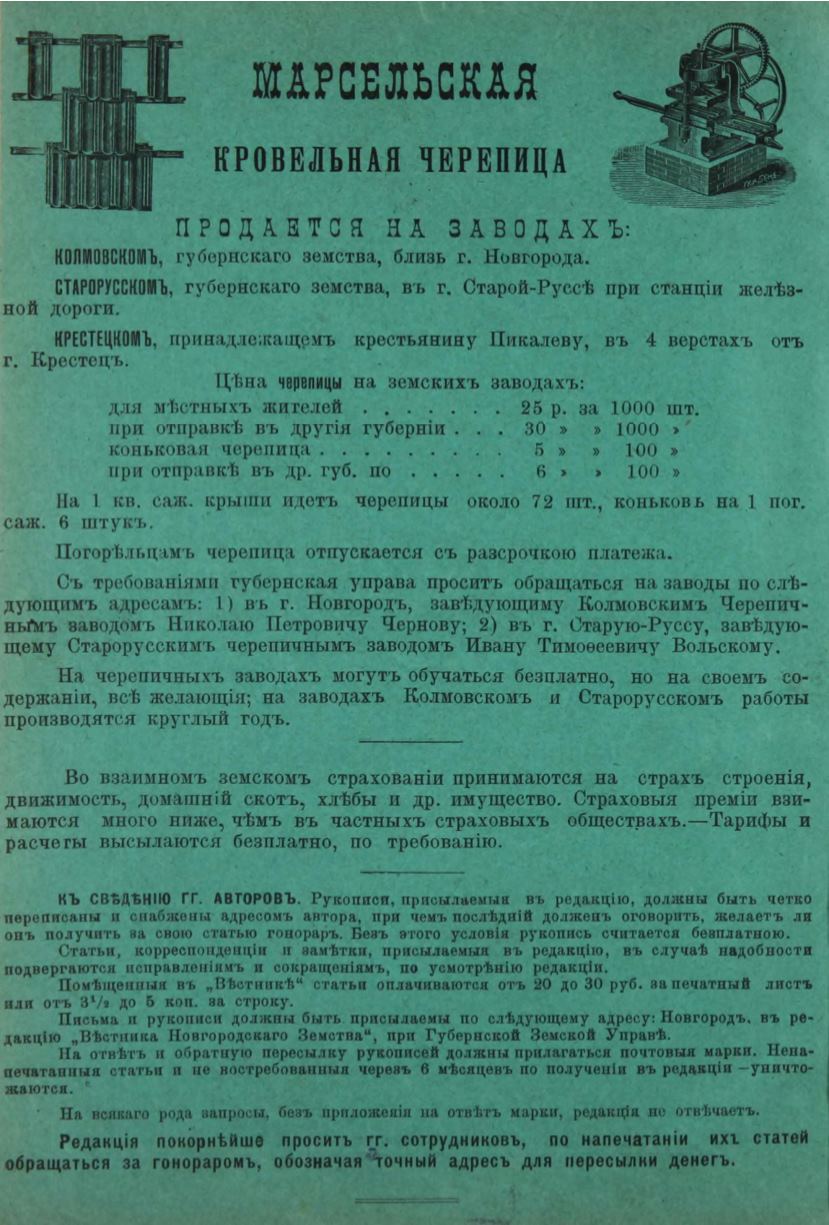 МАРСЕЛЬСКАЯ
КРОВЕЛЬНАЯ ЧЕРЕПИЦА
ПРОДАЕТСЯ НА ЗАВОДАХЪ:
КОЛМОВСКОМЪ, губернскаго земства, близь г. Новгорода.
СТАРОРУССКОМЪ, губернскаго земства, въ г. Старой-Руссѣ при станціи желѣз-
ной дороги.
КРЕСТЕЦКОМЪ, принадлежащемъ крестьянину Пикалеву, въ 4 верстахъ отъ
г. Крестецъ.
Цѣна черепицы на земскихъ заводахъ:
для мѣстныхъ жителей . . . . . . . 25 р. за 1000 шт.
при отправкѣ въ другія губерніи . . . 30 » » 1000 »
коньковая черепица . . . . . . . . . 5 » » 100 »
при отправкѣ въ др. губ. по . . . . . 6 » » 100 »
На 1 кв. саж. крыши идетъ черепицы около 72 шт., коньковъ на 1 пог.
саж. 6 штукъ.
Погорѣльцамъ черепица отпускается съ разсрочкою платежа.
Съ требованіями губернская управа проситъ обращаться на заводы по слѣ-
дующимъ адресамъ: 1) въ г. Новгородъ, завѣдующему Колмовскимъ Черепич-
нымъ заводомъ Николаю Петровичу Чернову; 2) въ г. Старую-Руссу, завѣдую-
щему Старорусскимъ черепичнымъ заводомъ Ивану Тимоѳеевичу Вольскому.
На черепичныхъ заводахъ могутъ обучаться безплатно, но на своемъ со-
держаніи, всѣ желающія; на заводахъ Колмовскомъ и Старорусскомъ работы
производятся круглый годъ.
Во взаимномъ земскомъ страхованіи принимаются на страхъ строенія,
движимость, домашній скотъ, хлѣбы и др. имущество. Страховыя преміи взи-
маются много ниже, чѣмъ въ частныхъ страховыхъ обществахъ.—Тарифы и
расчеты высылаются безплатно, по требованію.
КЪ СВѢДѢНІЮ ГГ. АВТОРОВЪ. Рукописи, присылаемыя въ редакцію, должны быть четко
переписаны и снабжены адресомъ автора, при чемъ послѣдній долженъ оговорить, желаетъ ли
онъ получить за свою статью гонораръ. Безъ этого условія рукопись считается безплатною.
Статьи, корреспонденціи и замѣтки, присылаемыя въ редакцію, въ случаѣ надобности
подвергаются исправленіямъ и сокращеніямъ, по усмотрѣнію редакціи.
Помѣщенныя въ „Вѣстникѣ“ статьи оплачиваются отъ 20 до 30 руб. за печатный листъ
или отъ 3½ до 5 коп. за строку.
Письма и рукописи должны быть присылаемы по слѣдующему адресу: Новгородъ, въ ре-
дакцію „Вѣстника Новгородскаго Земства“, при Губернской Земской Управѣ.
На отвѣтъ и обратную пересылку рукописей должны прилагаться почтовыя марки. Нена-
печатанныя статьи и не востребованныя черезъ 6 мѣсяцевъ по полученіи въ редакціи—уничто-
жаются.
На всякаго рода запросы, безъ приложенія на отвѣтъ марки, редакція не отвѣчаетъ.
Редакція покорнѣйше проситъ гг. сотрудниковъ, по напечатаніи ихъ статей
обращаться за гонораромъ, обозначая точный адресъ для пересылки денегъ.